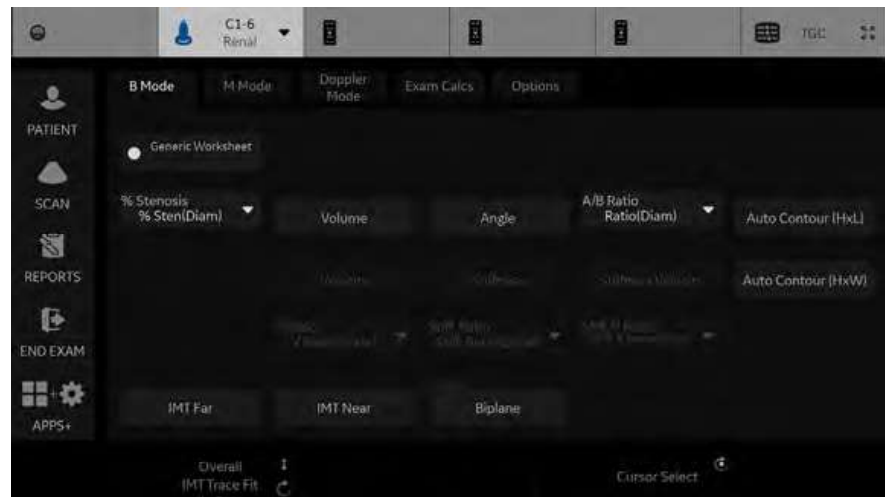 C1-6
Renal
TGC
B Mode
M Mode
Doppler
Mode
Exam Calcs
Options
PATIENT
SCAN
REPORTS
END EXAM
APPS+
Generic Worksheet
% Stenosis
% Sten(Diam)
Volume
Angle
A/B Ratio
Ratio(Diam)
Auto Contour (HxL)
Auto Contour (HxW)
IMT Far
IMT Near
Biplane
Overall
IMT Trace Fit
Cursor Select